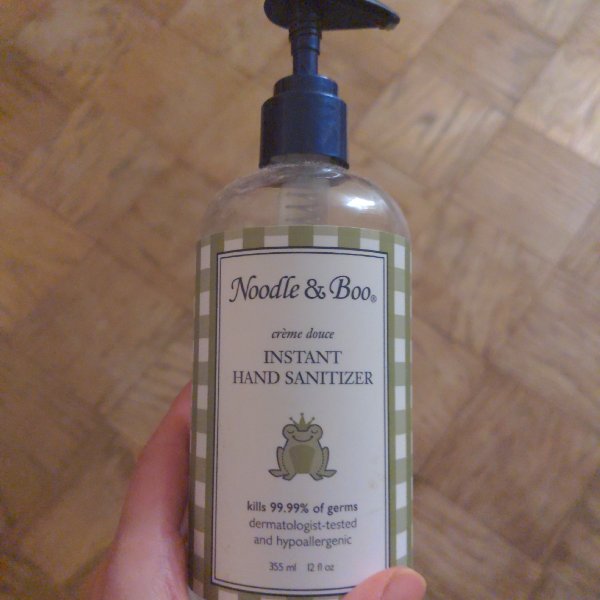 Noodle & Boo®
crème douce
INSTANT
HAND SANITIZER
kills 99.99% of germs
dermatologist-tested
and hypoallergenic
355 ml 12 fl oz